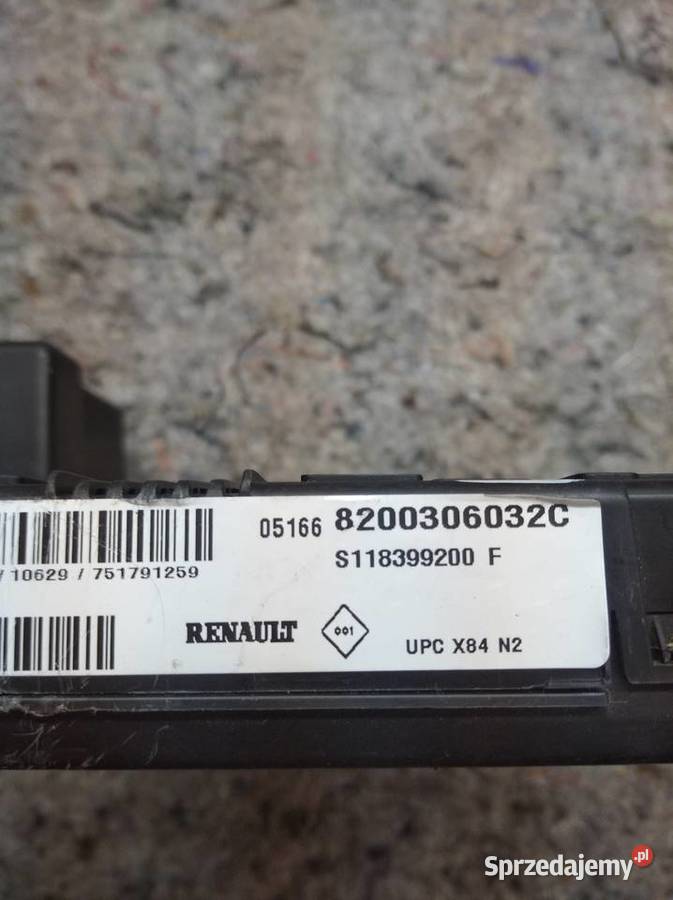 05166 8200306032C
S118399200 F
/ 10629 / 751791259
RENAULT 001 UPC X84 N2
Sprzedajemy.pl